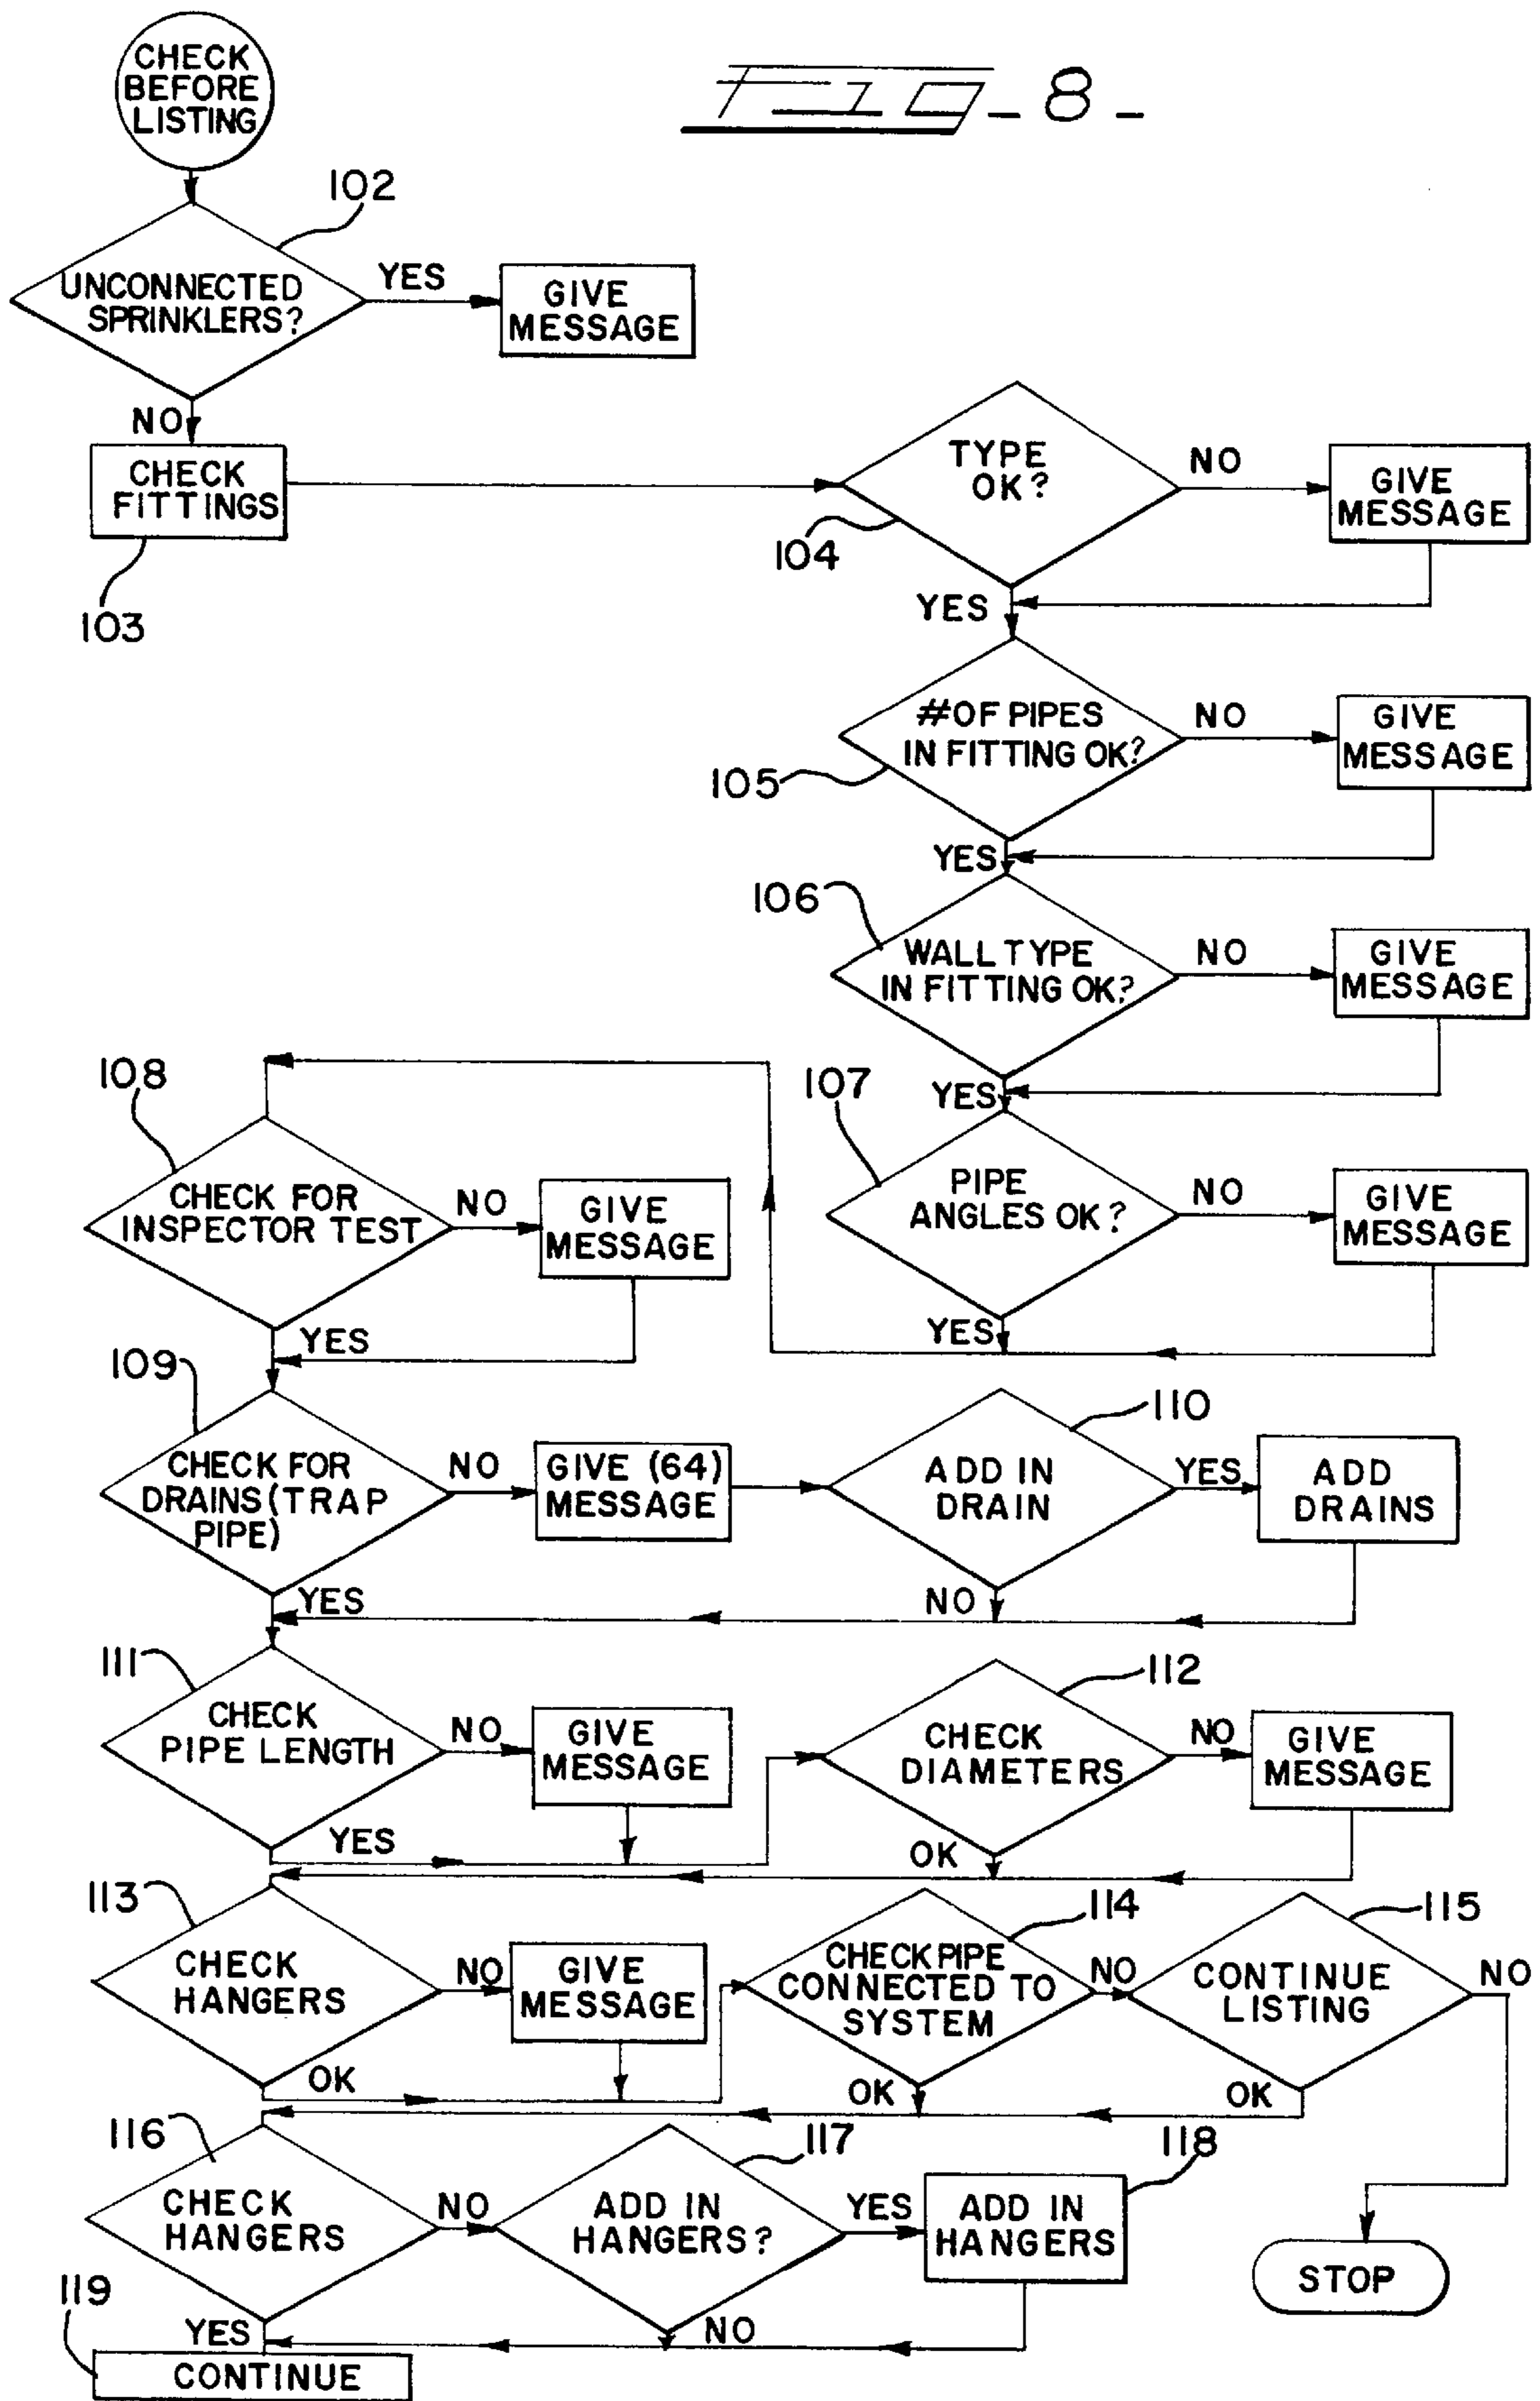 CHECK
BEFORE
LISTING
Fig_ 8 _
102
UNCONNECTED
SPRINKLERS?
YES
GIVE
MESSAGE
NO
CHECK
FITTINGS
103
TYPE
OK?
104
NO
GIVE
MESSAGE
YES
#OF PIPES
IN FITTING OK?
105
NO
GIVE
MESSAGE
YES
106
WALL TYPE
IN FITTING OK?
NO
GIVE
MESSAGE
YES
107
PIPE
ANGLES OK?
NO
GIVE
MESSAGE
YES
108
CHECK FOR
INSPECTOR TEST
NO
GIVE
MESSAGE
YES
109
CHECK FOR
DRAINS(TRAP
PIPE)
NO
GIVE (64)
MESSAGE
110
ADD IN
DRAIN
YES
ADD
DRAINS
YES
NO
111
CHECK
PIPE LENGTH
NO
GIVE
MESSAGE
YES
112
CHECK
DIAMETERS
NO
GIVE
MESSAGE
OK
113
CHECK
HANGERS
NO
GIVE
MESSAGE
OK
114
CHECK PIPE
CONNECTED TO
SYSTEM
NO
OK
115
CONTINUE
LISTING
NO
OK
STOP
116
CHECK
HANGERS
NO
117
ADD IN
HANGERS?
YES
118
ADD IN
HANGERS
YES
NO
119
CONTINUE